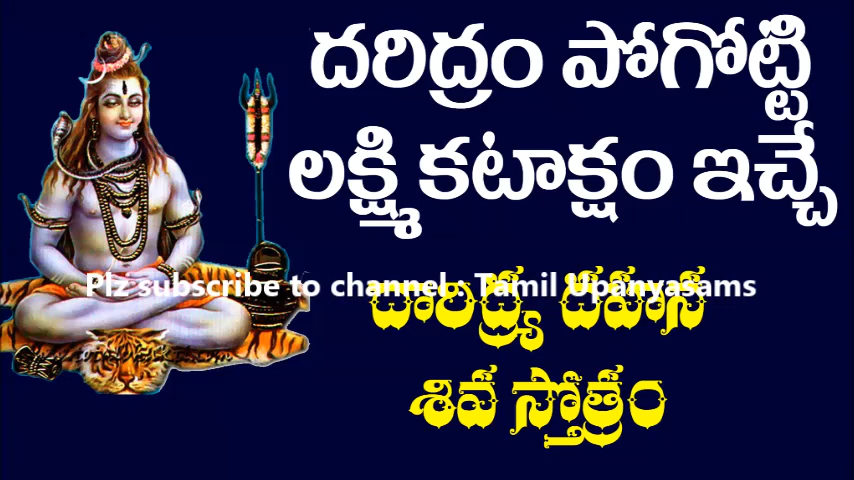 దరిద్రం పోగొట్టి
లక్ష్మి కటాక్షం ఇచ్చే
Plz subscribe to channel : Tamil Upanyasams
దారిద్ర్య దహన
శివ స్తోత్రం